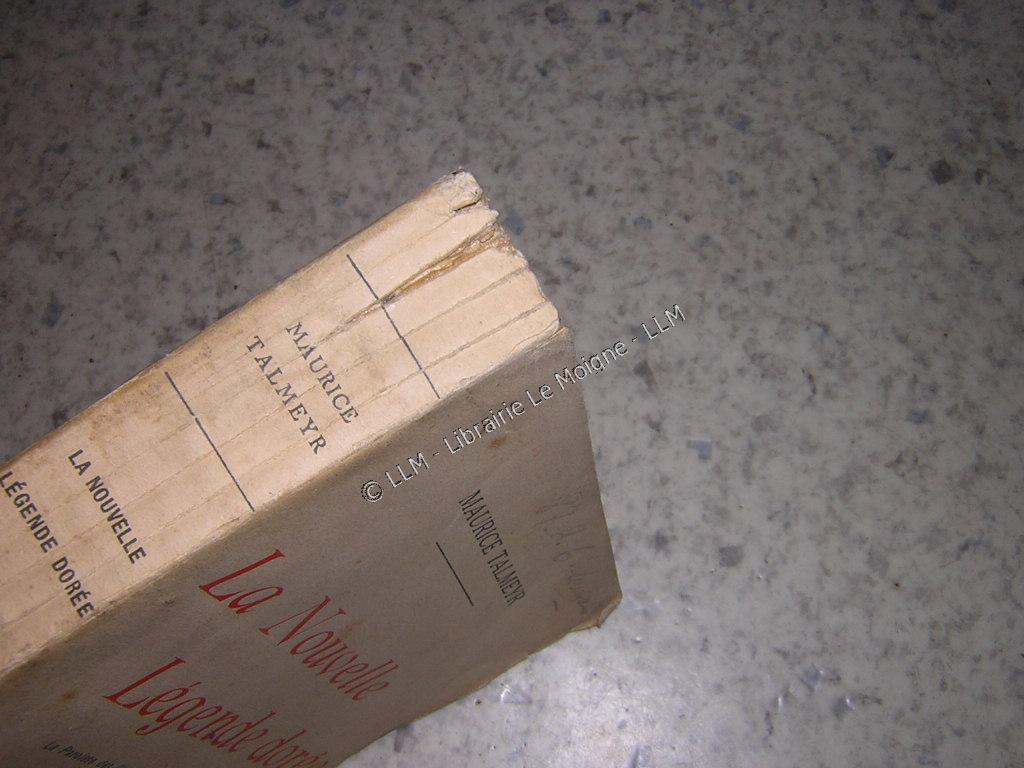 MAURICE
TALMEYR
LA NOUVELLE
LÉGENDE DORÉE
MAURICE TALMEYR
La Nouvelle
Légende dorée
© LLM - Librairie Le Moigne - LLM